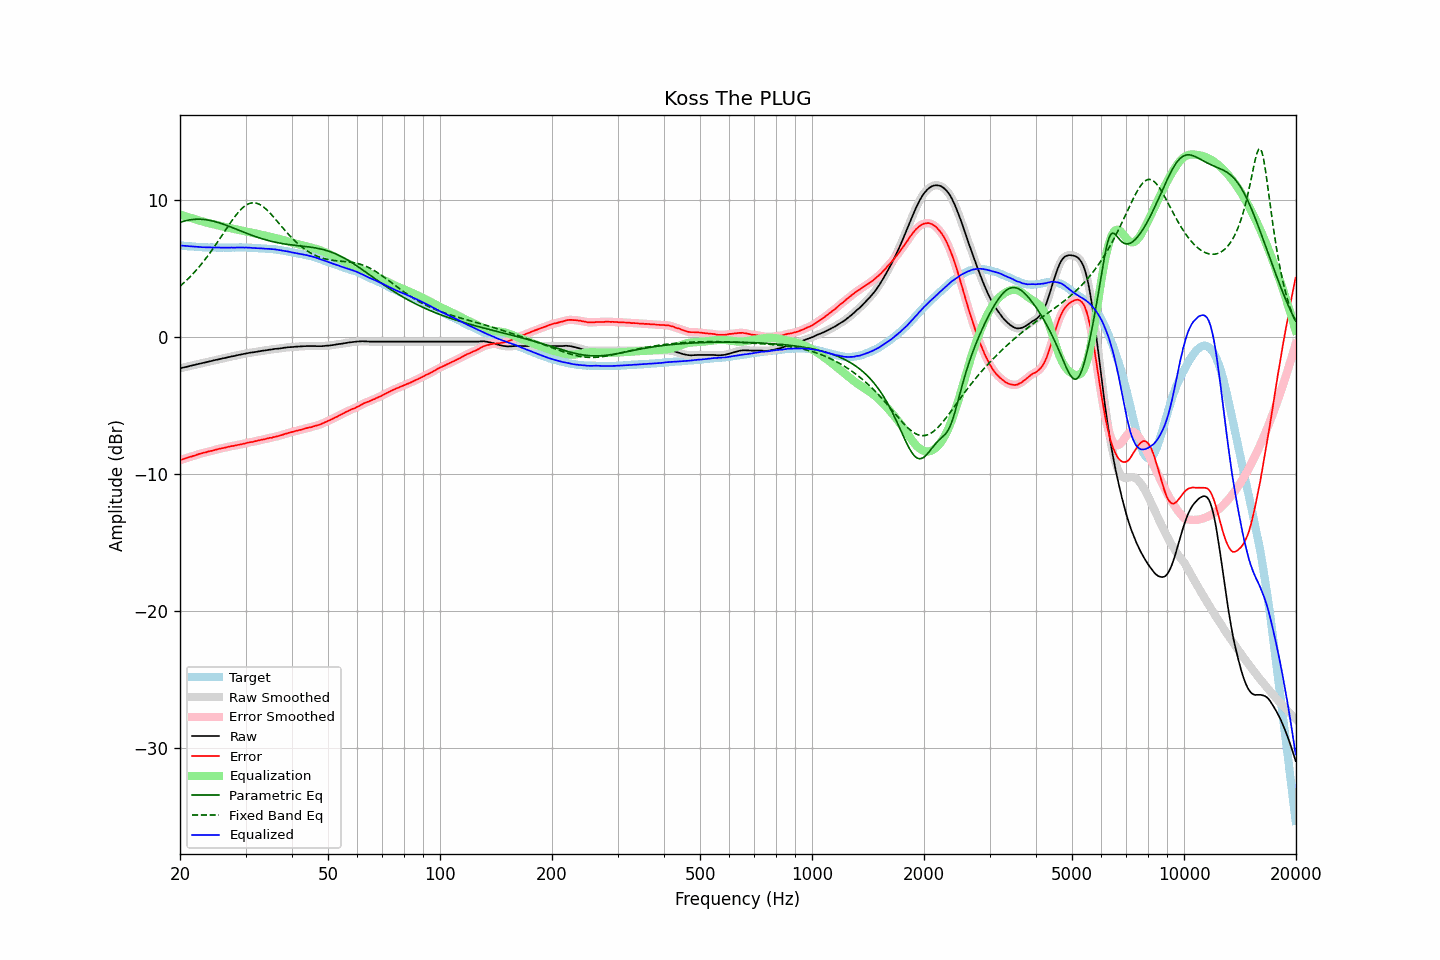 Koss The PLUG
Amplitude (dBr)
10
0
−10
−20
−30
Target
Raw Smoothed
Error Smoothed
Raw
Error
Equalization
Parametric Eq
Fixed Band Eq
Equalized
20 50 100 200 500 1000 2000 5000 10000 20000
Frequency (Hz)